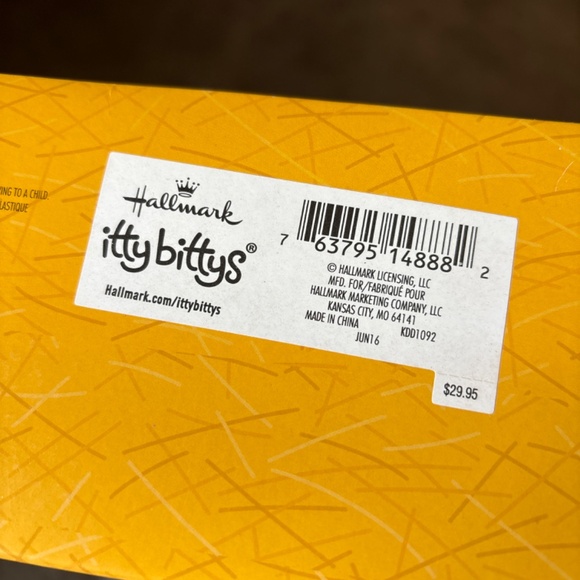 ING TO A CHILD.
LASTIQUE
Hallmark
itty bittys®
Hallmark.com/ittybittys
7 63795 14888 2
© HALLMARK LICENSING, LLC
MFD. FOR/FABRIQUÉ POUR
HALLMARK MARKETING COMPANY, LLC
KANSAS CITY, MO 64141
MADE IN CHINA KDD1092
JUN16
$29.95